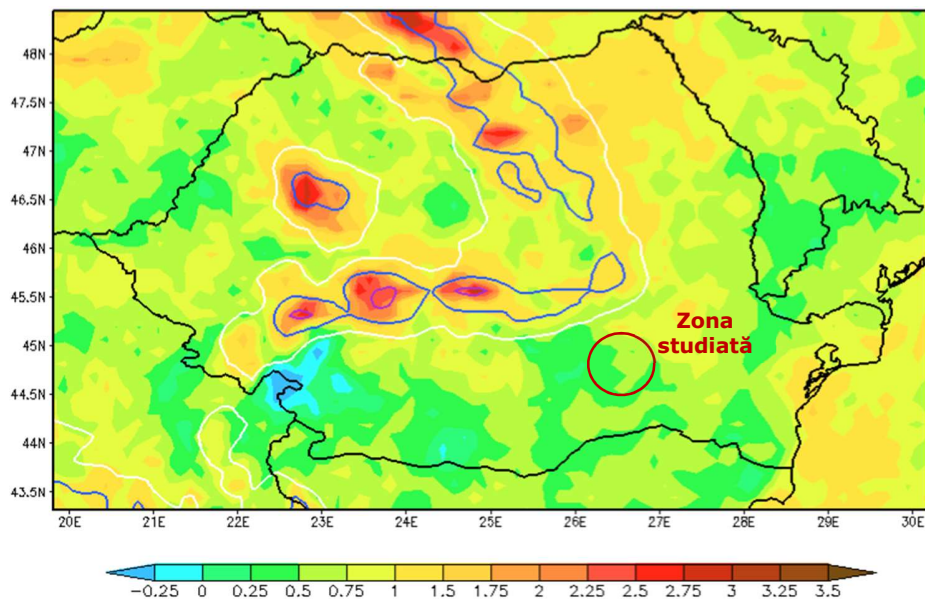 48N
47.5N
47N
46.5N
46N
45.5N
45N
44.5N
44N
43.5N
Zona
studiată
20E 21E 22E 23E 24E 25E 26E 27E 28E 29E 30E
−0.25 0 0.25 0.5 0.75 1 1.25 1.5 1.75 2 2.25 2.5 2.75 3 3.25 3.5